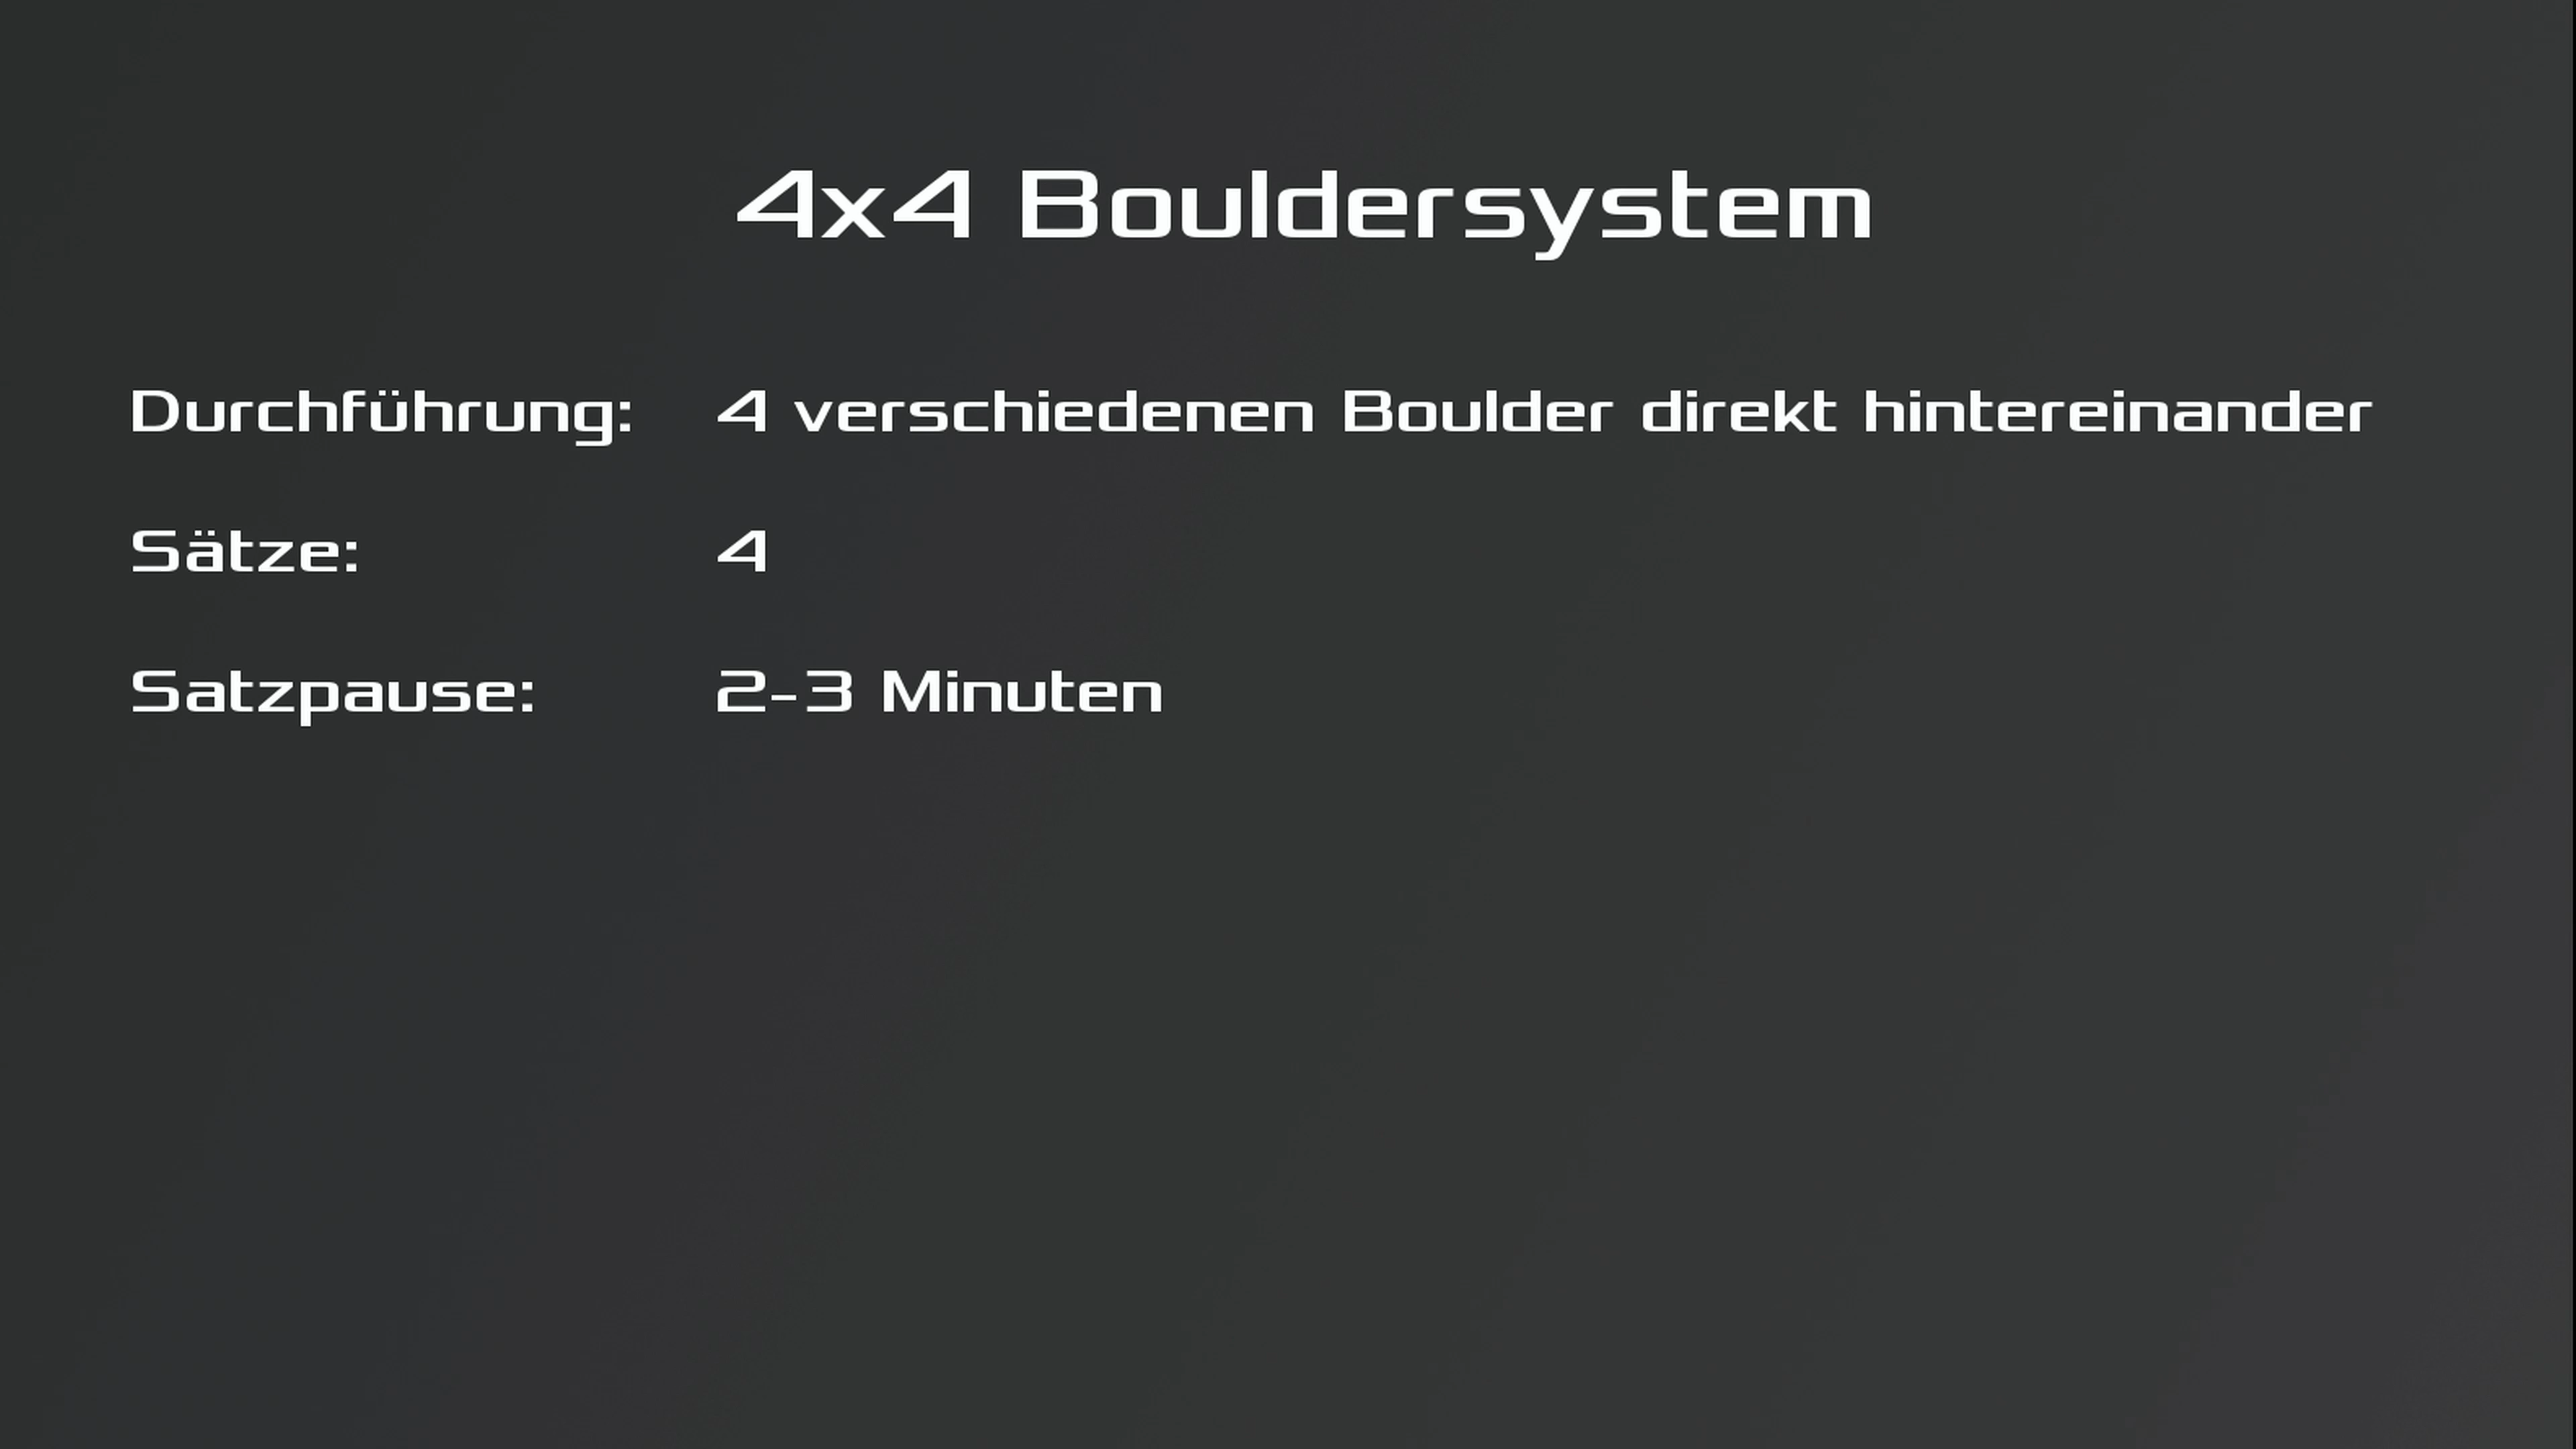 4x4 Bouldersystem
Durchführung: 4 verschiedenen Boulder direkt hintereinander
Sätze: 4
Satzpause: 2-3 Minuten